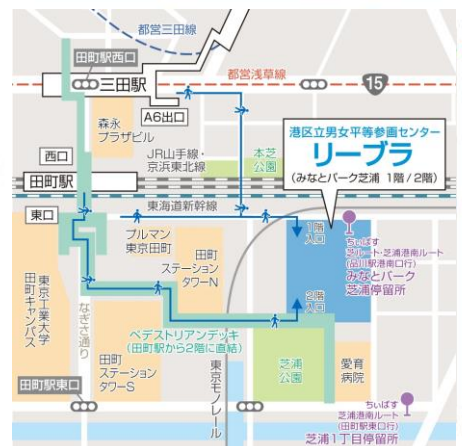 都営三田線
田町駅西口
三田駅
都営浅草線
15
A6出口
森永
プラザビル
港区立男女平等参画センター
リーブラ
(みなとパーク芝浦 1階/2階)
西口
JR山手線・
京浜東北線
本芝
公園
田町駅
東海道新幹線
東口
1階
入口
ちぃばす
芝ルート・芝浦港南ルート
(品川駅港南口行)
みなとパーク
芝浦停留所
プルマン
東京田町
田町
ステーション
タワーN
東京工業大学
田町キャンパス
なぎさ通り
2階
入口
ペデストリアンデッキ
(田町駅から2階に直結)
田町
ステーション
タワーS
東京モノレール
芝浦
公園
愛育
病院
田町駅東口
ちぃばす
芝浦港南ルート
(田町駅東口行)
芝浦1丁目停留所